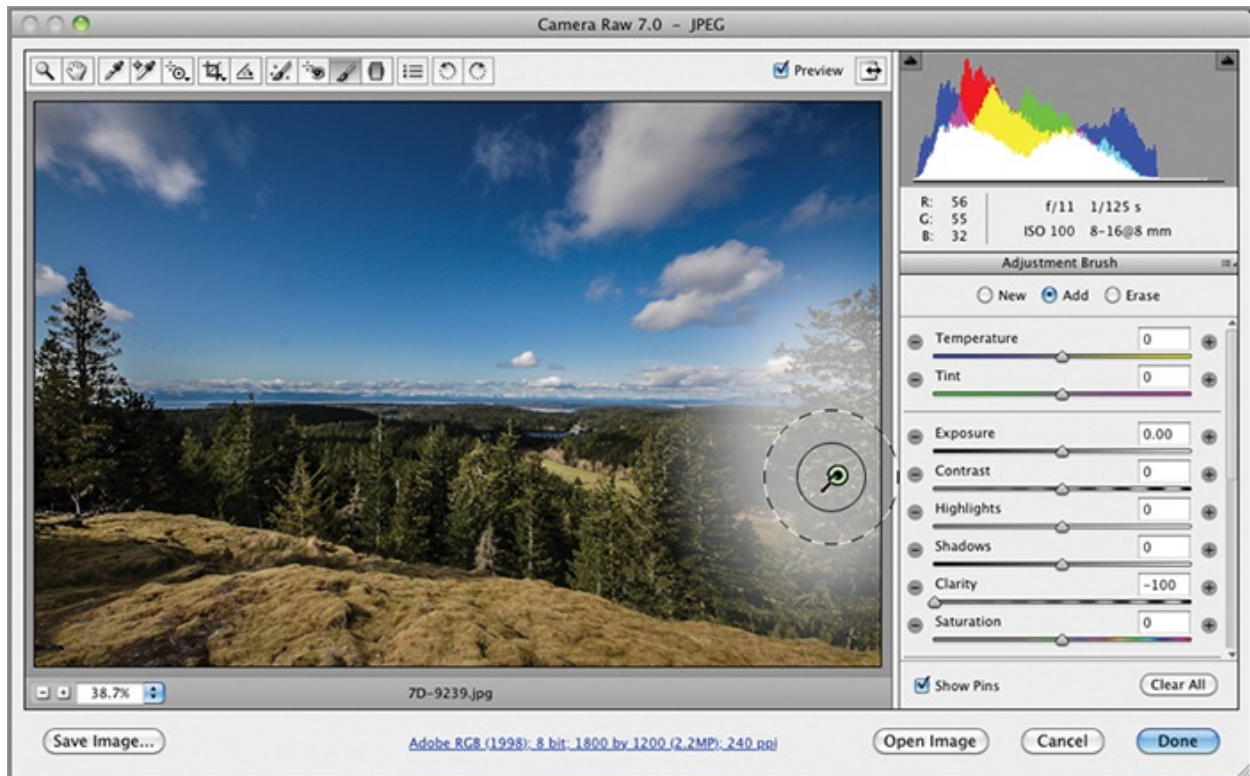 Camera Raw 7.0 – JPEG
Preview
R: 56
G: 55
B: 32
f/11 1/125 s
ISO 100 8–16@8 mm
Adjustment Brush
New Add Erase
Temperature 0
Tint 0
Exposure 0.00
Contrast 0
Highlights 0
Shadows 0
Clarity -100
Saturation 0
Show Pins Clear All
38.7% 7D-9239.jpg
Save Image... Adobe RGB (1998); 8 bit; 1800 by 1200 (2.2MP); 240 ppi Open Image Cancel Done